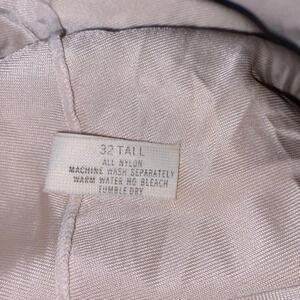 32 TALL
ALL NYLON
MACHINE WASH SEPARATELY
WARM WATER NO BLEACH
TUMBLE DRY